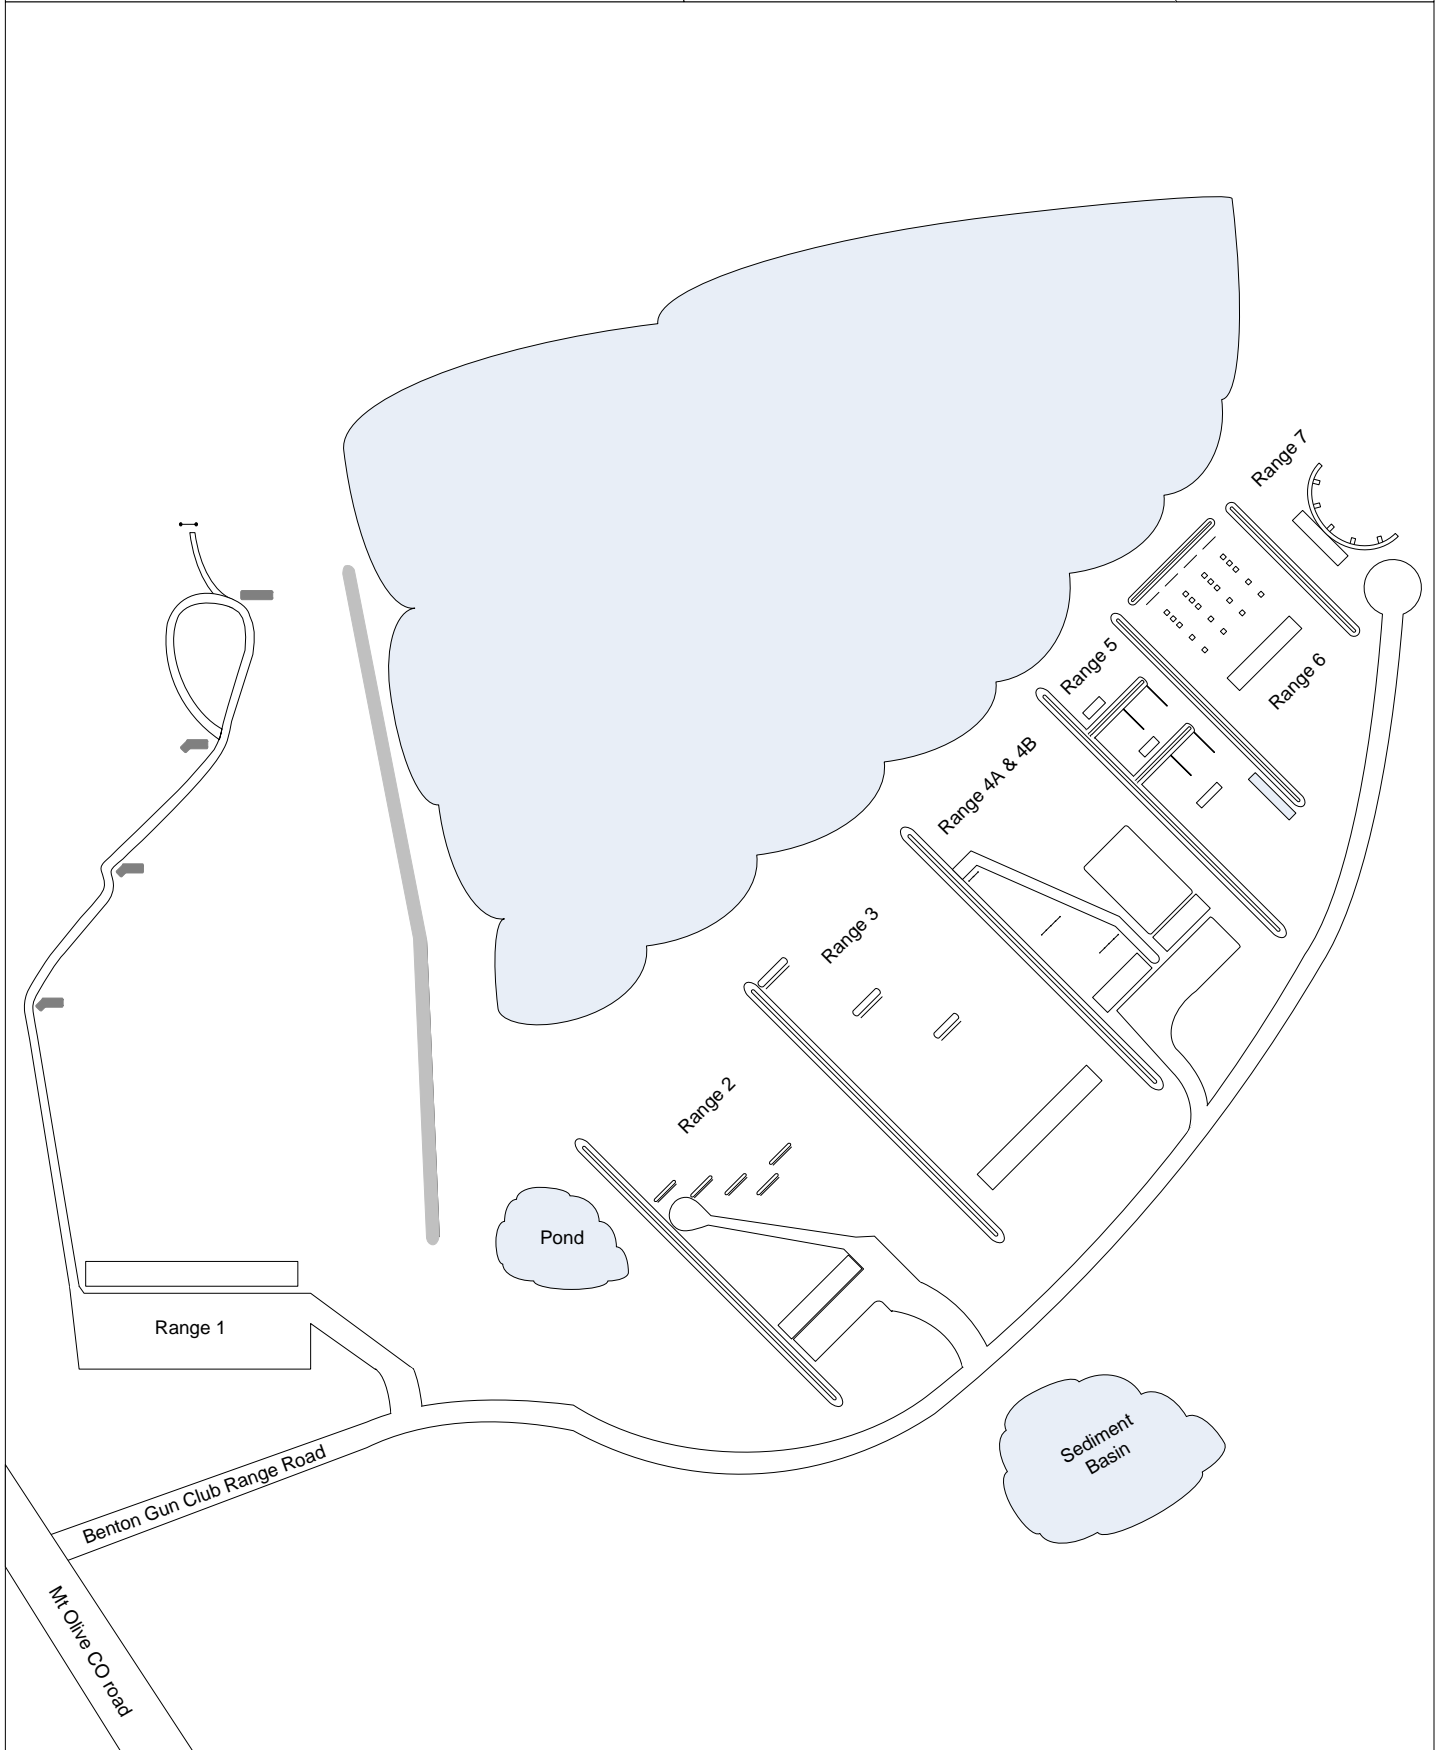 Range 7
Range 5
Range 6
Range 4A & 4B
Range 3
Range 2
Pond
Range 1
Sediment
Basin
Benton Gun Club Range Road
Mt Olive CO road